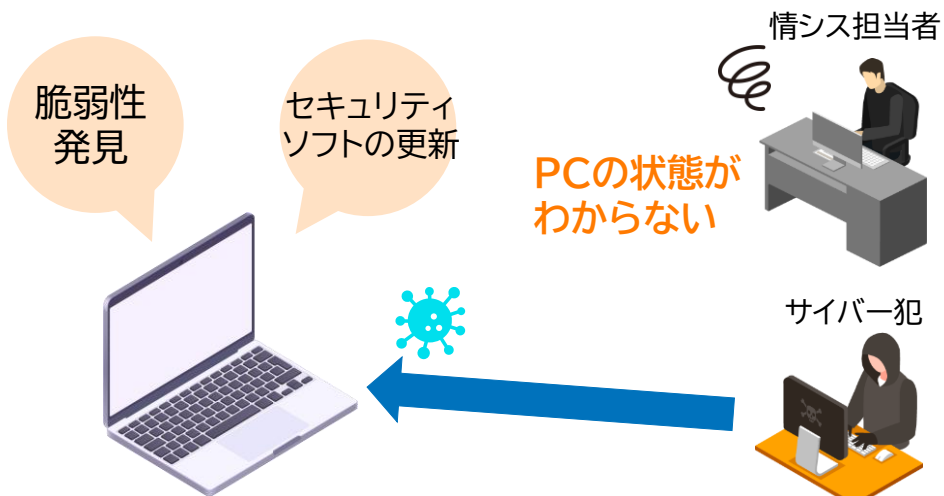 情シス担当者
脆弱性
発見
セキュリティ
ソフトの更新
PCの状態が
わからない
サイバー犯